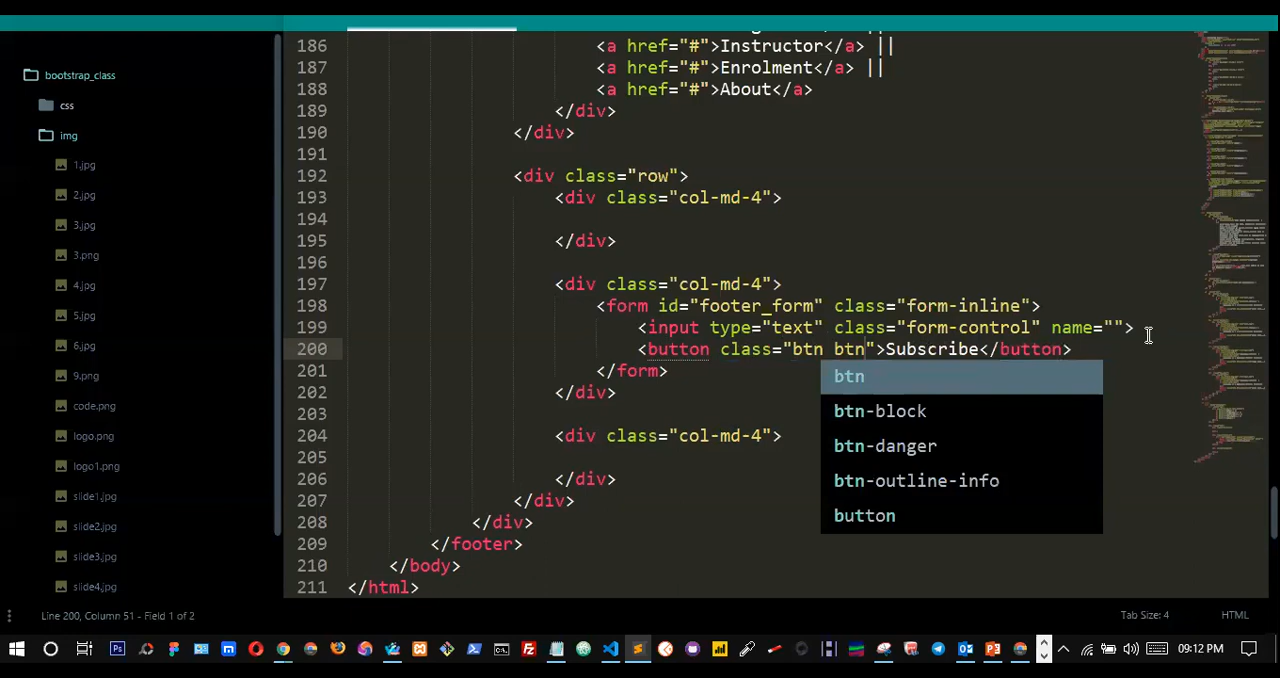 bootstrap_class
css
img
1.jpg
2.jpg
3.jpg
3.png
4.jpg
5.jpg
6.jpg
9.png
code.png
logo.png
logo1.png
slide1.jpg
slide2.jpg
slide3.jpg
slide4.jpg
186 <a href="#">Instructor</a> ||
187 <a href="#">Enrolment</a> ||
188 <a href="#">About</a>
189 </div>
190 </div>
191
192 <div class="row">
193 <div class="col-md-4">
194
195 </div>
196
197 <div class="col-md-4">
198 <form id="footer_form" class="form-inline">
199 <input type="text" class="form-control" name="">
200 <button class="btn btn">Subscribe</button>
201 </form>
202 </div>
203
204 <div class="col-md-4">
205
206 </div>
207 </div>
208 </div>
209 </footer>
210 </body>
211 </html>
btn
btn-block
btn-danger
btn-outline-info
button
Line 200, Column 51 - Field 1 of 2
Tab Size: 4
HTML
09:12 PM